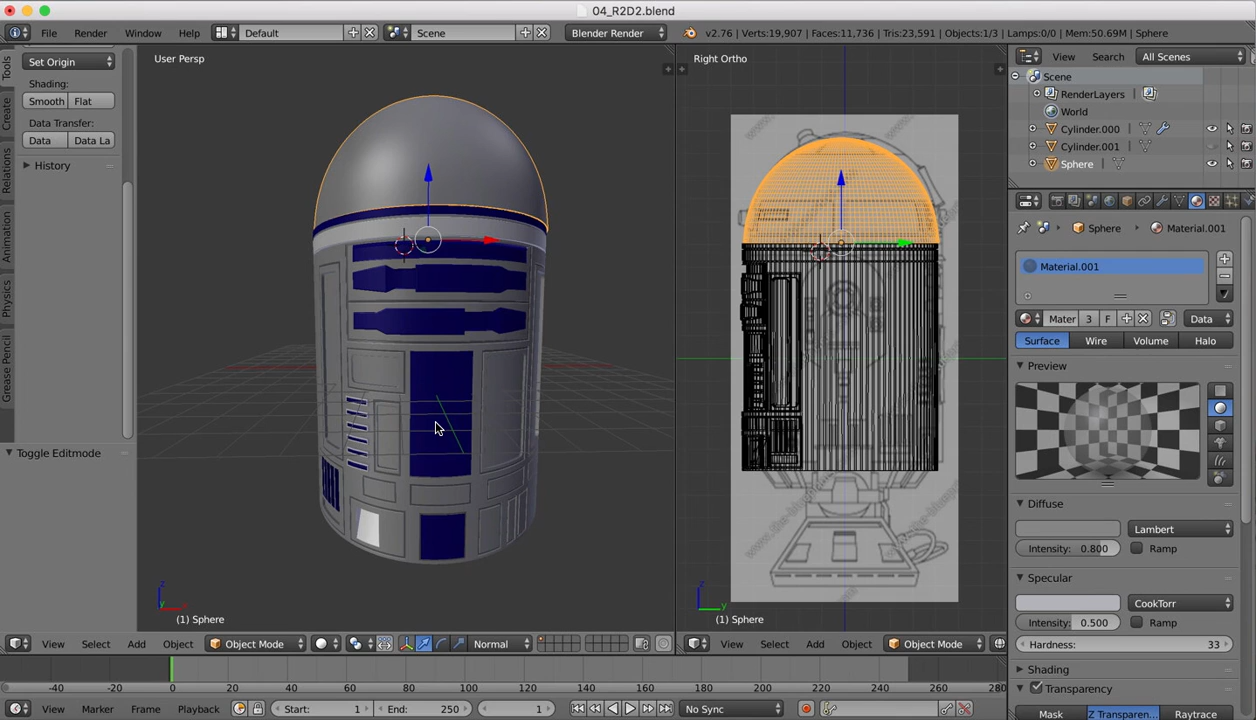 04_R2D2.blend
File Render Window Help Default Scene Blender Render v2.76 | Verts:19,907 | Faces:11,736 | Tris:23,591 | Objects:1/3 | Lamps:0/0 | Mem:50.69M | Sphere
Tools
Create
Relations
Animation
Physics
Grease Pencil
Set Origin
Shading:
Smooth Flat
Data Transfer:
Data Data La
History
Toggle Editmode
User Persp
(1) Sphere
Right Ortho
(1) Sphere
View Search All Scenes
Scene
RenderLayers
World
Cylinder.000
Cylinder.001
Sphere
Sphere Material.001
Material.001
Mater 3 F Data
Surface Wire Volume Halo
Preview
Diffuse
Lambert
Intensity: 0.800 Ramp
Specular
CookTorr
Intensity: 0.500 Ramp
Hardness: 33
Shading
Transparency
Mask Z Transparen... Raytrace
View Select Add Object Object Mode Normal
View Select Add Object Object Mode
-40 -20 0 20 40 60 80 100 120 140 160 180 200 220 240 260 280
View Marker Frame Playback Start: 1 End: 250 1 No Sync